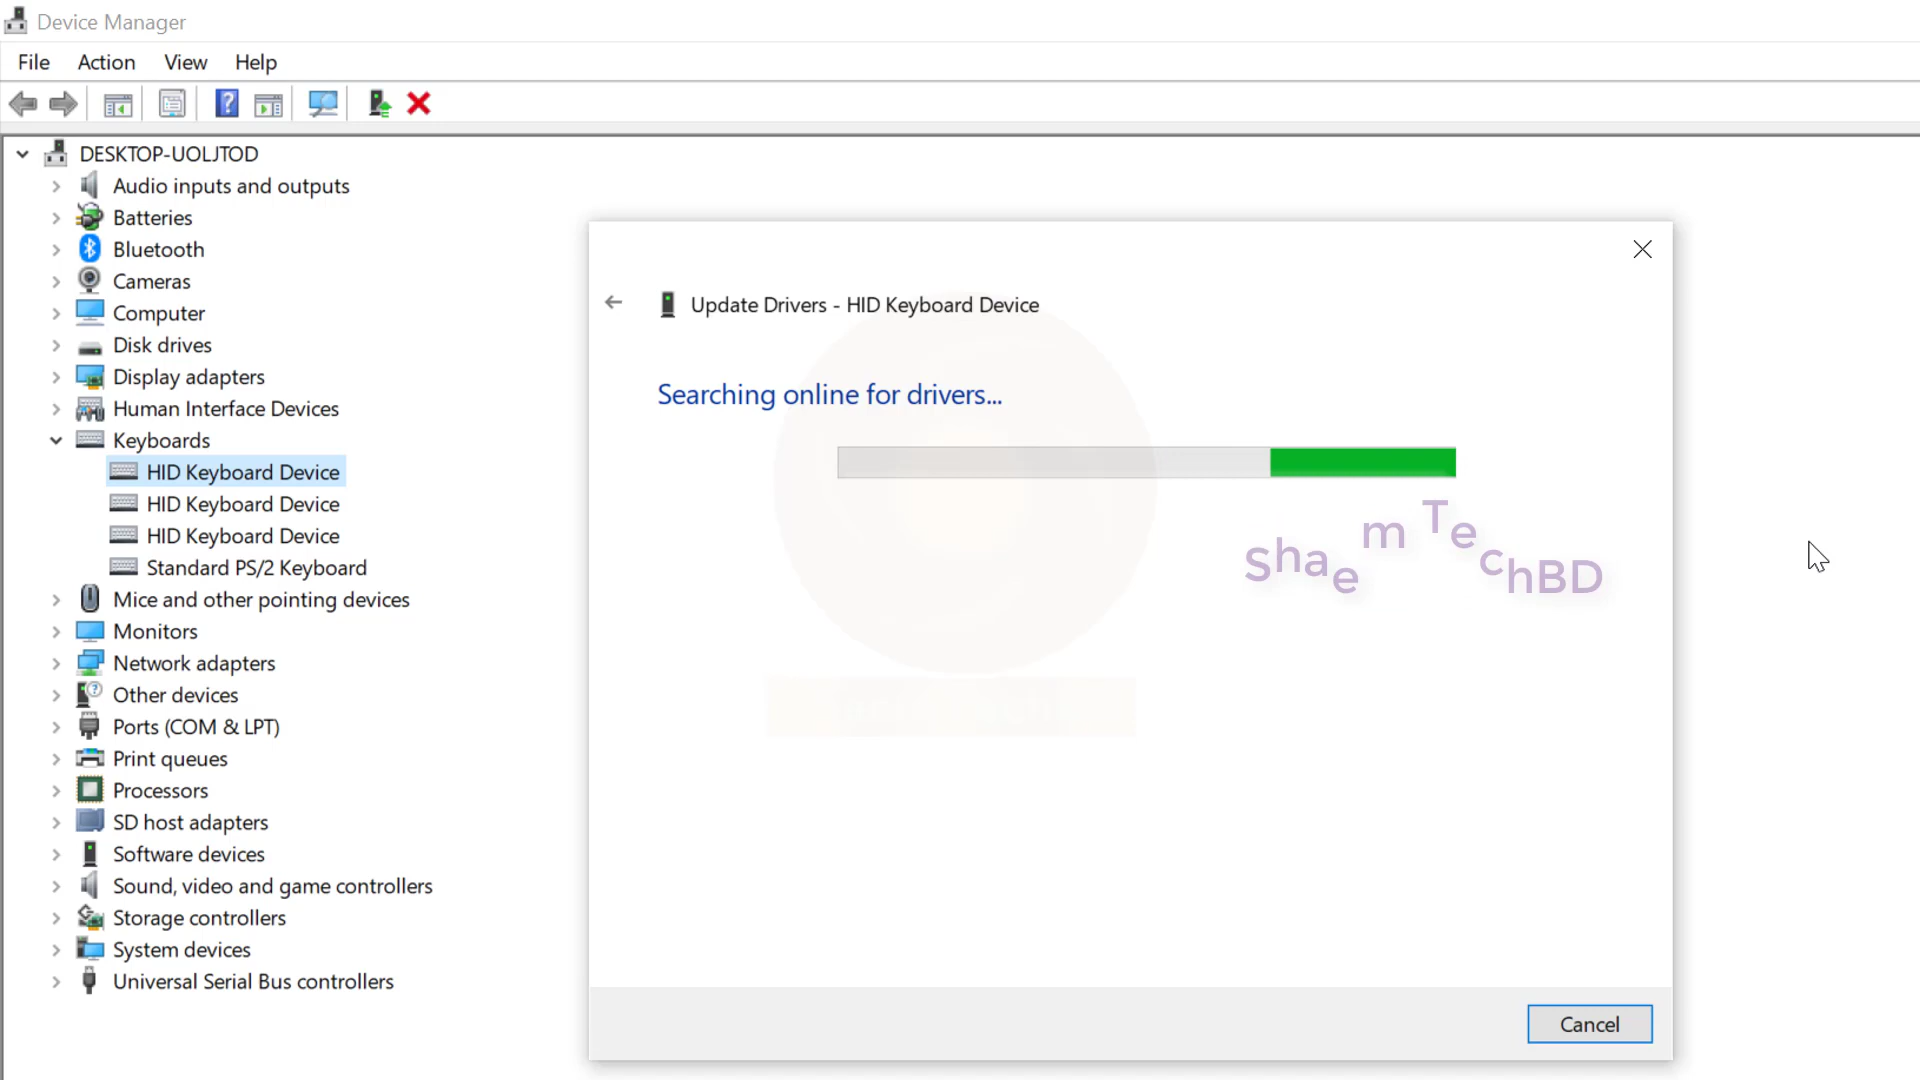 Device Manager
File Action View Help
DESKTOP-UOLJTOD
Audio inputs and outputs
Batteries
Bluetooth
Cameras
Computer
Disk drives
Display adapters
Human Interface Devices
Keyboards
HID Keyboard Device
HID Keyboard Device
HID Keyboard Device
Standard PS/2 Keyboard
Mice and other pointing devices
Monitors
Network adapters
Other devices
Ports (COM & LPT)
Print queues
Processors
SD host adapters
Software devices
Sound, video and game controllers
Storage controllers
System devices
Universal Serial Bus controllers
Update Drivers - HID Keyboard Device
Searching online for drivers...
Shaem TechBD
Cancel